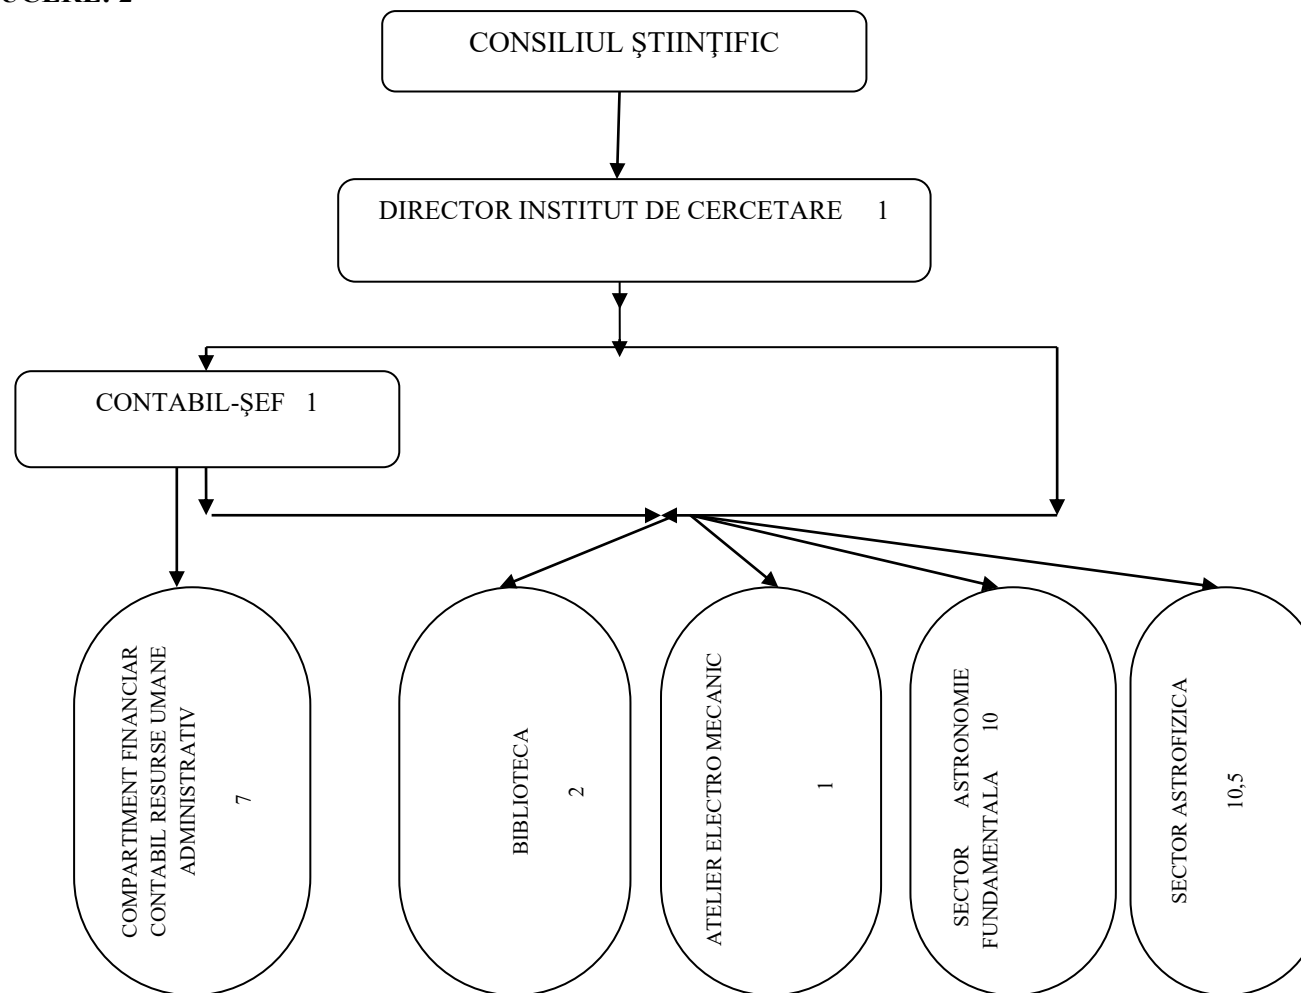 CONSILIUL ŞTIINŢIFIC
DIRECTOR INSTITUT DE CERCETARE 1
CONTABIL-ŞEF 1
COMPARTIMENT FINANCIAR
CONTABIL RESURSE UMANE
ADMINISTRATIV
7
BIBLIOTECA
2
ATELIER ELECTRO MECANIC
1
SECTOR ASTRONOMIE
FUNDAMENTALA 10
SECTOR ASTROFIZICA
10,5